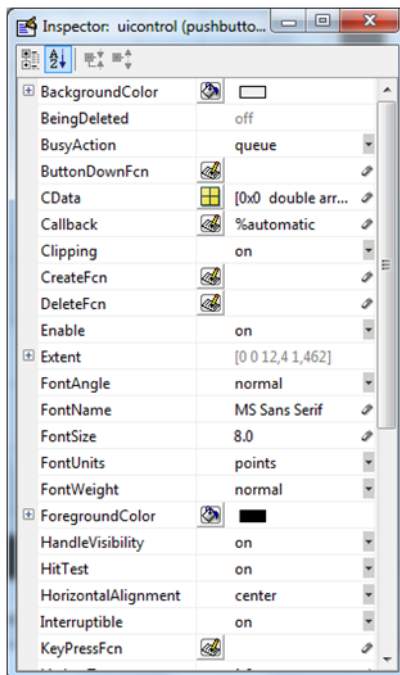 Inspector: uicontrol (pushbutto...
BackgroundColor
BeingDeleted off
BusyAction queue
ButtonDownFcn
CData [0x0 double arr...
Callback %automatic
Clipping on
CreateFcn
DeleteFcn
Enable on
Extent [0 0 12,4 1,462]
FontAngle normal
FontName MS Sans Serif
FontSize 8.0
FontUnits points
FontWeight normal
ForegroundColor
HandleVisibility on
HitTest on
HorizontalAlignment center
Interruptible on
KeyPressFcn